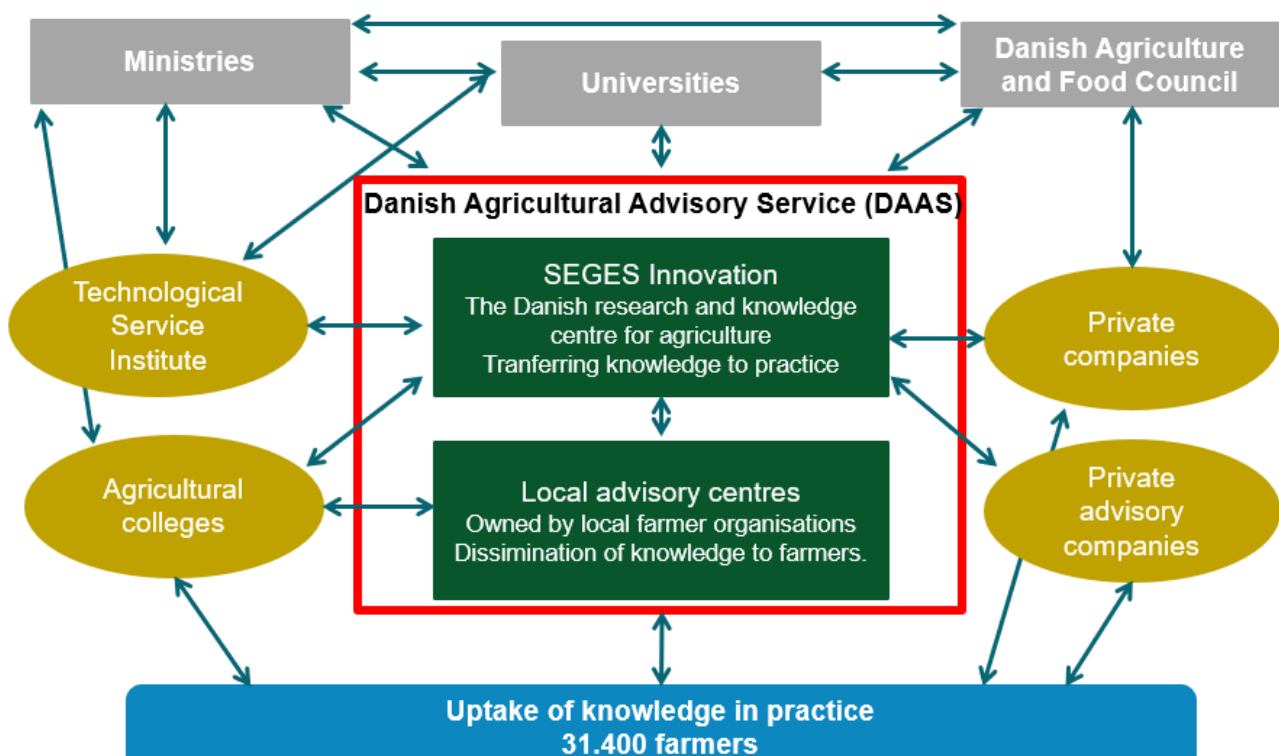 Ministries
Universities
Danish Agriculture
and Food Council
Danish Agricultural Advisory Service (DAAS)
SEGES Innovation
The Danish research and knowledge
centre for agriculture
Tranferring knowledge to practice
Technological
Service
Institute
Private
companies
Agricultural
colleges
Local advisory centres
Owned by local farmer organisations
Dissimination of knowledge to farmers.
Private
advisory
companies
Uptake of knowledge in practice
31.400 farmers